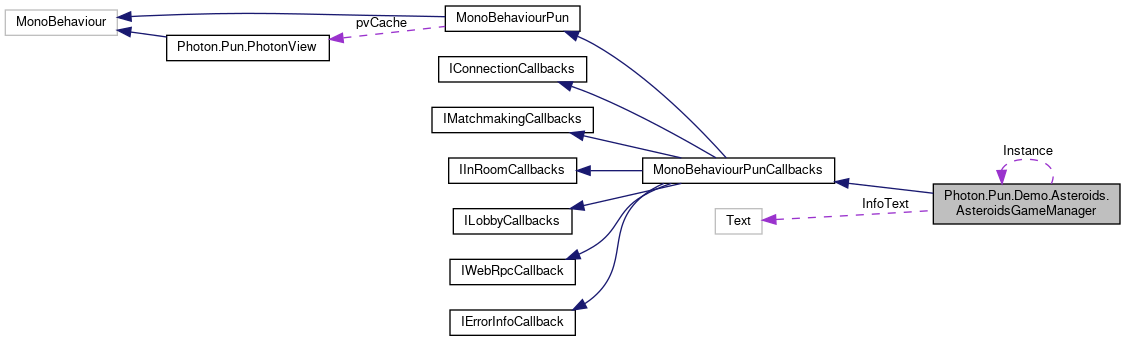 MonoBehaviour
MonoBehaviourPun
pvCache
Photon.Pun.PhotonView
IConnectionCallbacks
IMatchmakingCallbacks
IInRoomCallbacks
MonoBehaviourPunCallbacks
Instance
Photon.Pun.Demo.Asteroids.
AsteroidsGameManager
InfoText
Text
ILobbyCallbacks
IWebRpcCallback
IErrorInfoCallback